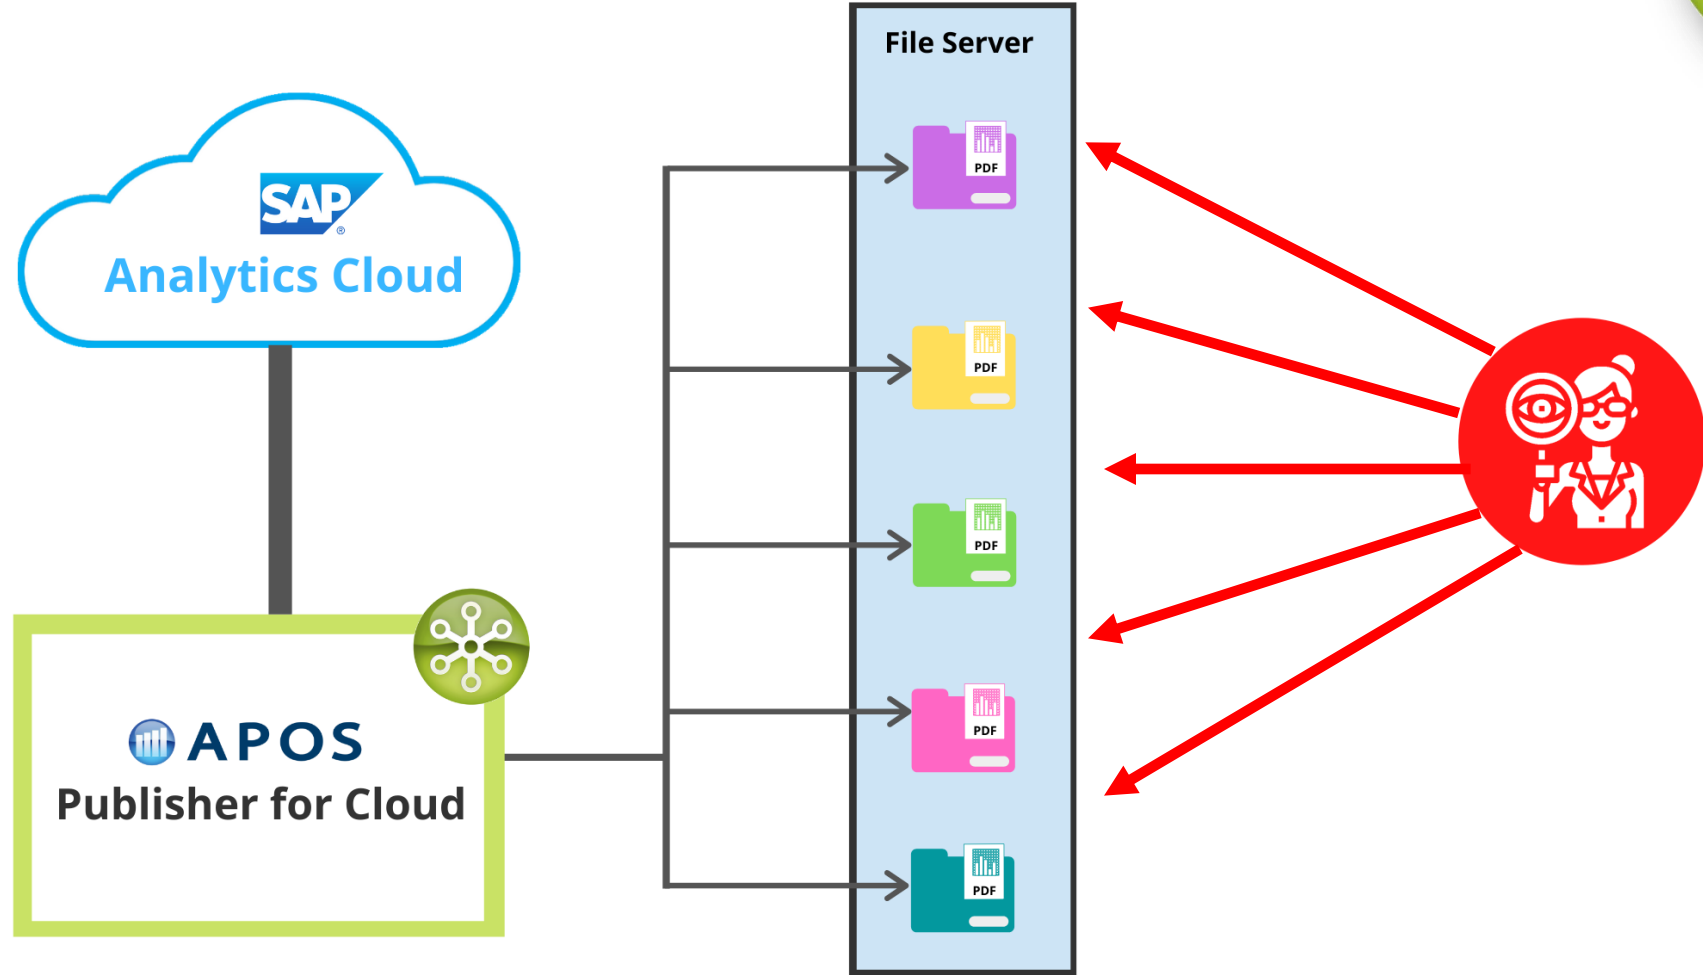 File Server
SAP
®
Analytics Cloud
PDF
PDF
PDF
PDF
PDF
APOS
Publisher for Cloud